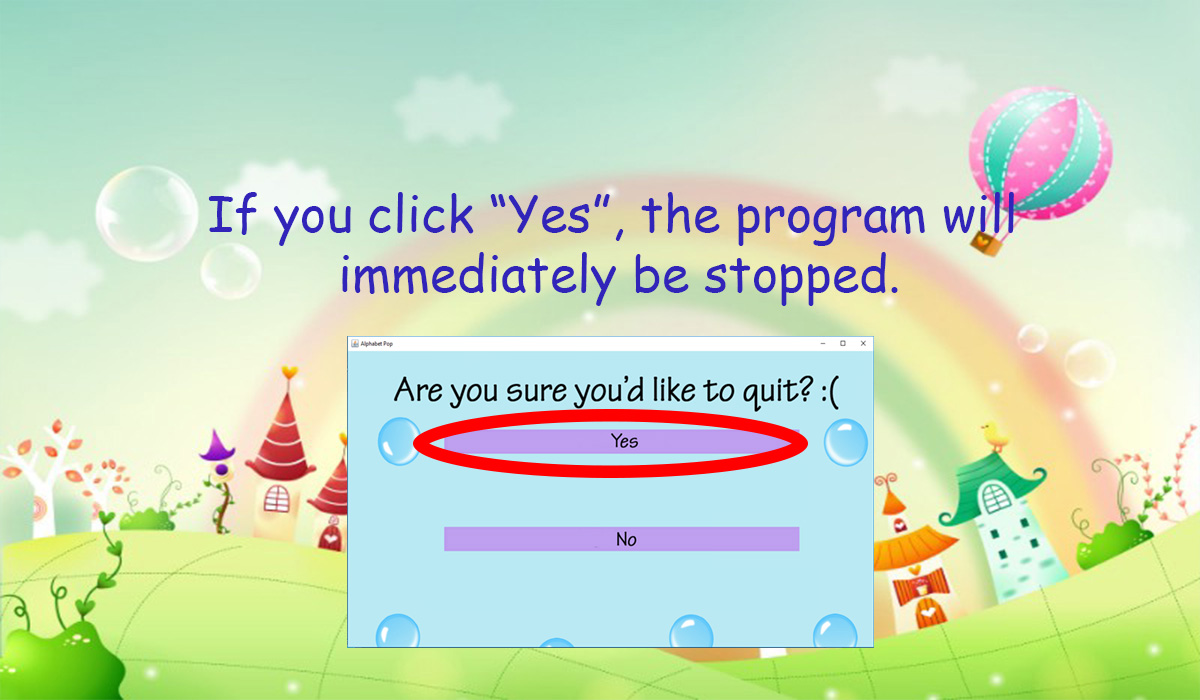 If you click “Yes”, the program will
immediately be stopped.
Alphabet Pop
Are you sure you’d like to quit? :(
Yes
No